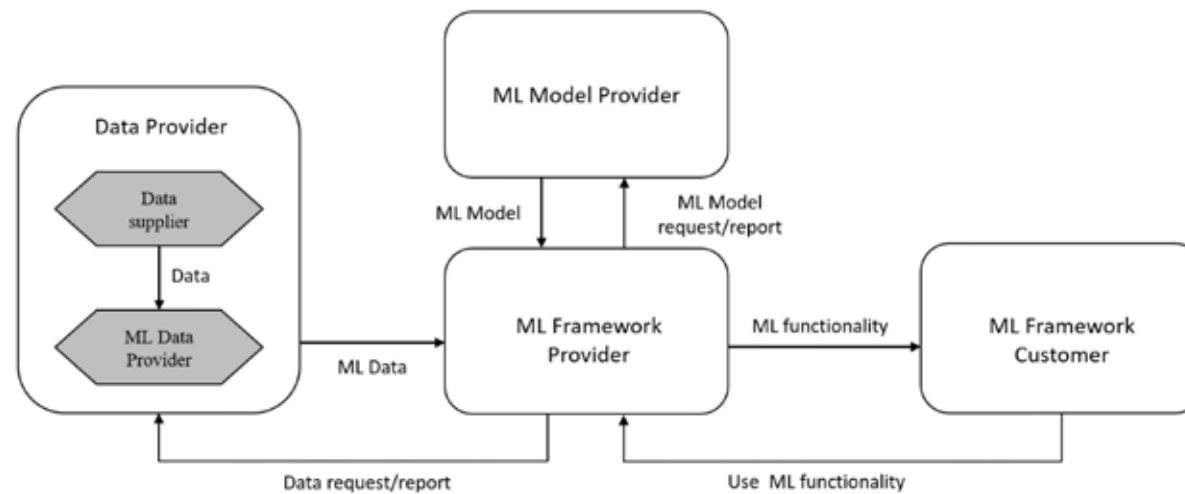 ML Model Provider
Data Provider
Data
supplier
Data
ML Data
Provider
ML Model
ML Model
request/report
ML Data
ML Framework
Provider
ML functionality
ML Framework
Customer
Data request/report
Use ML functionality